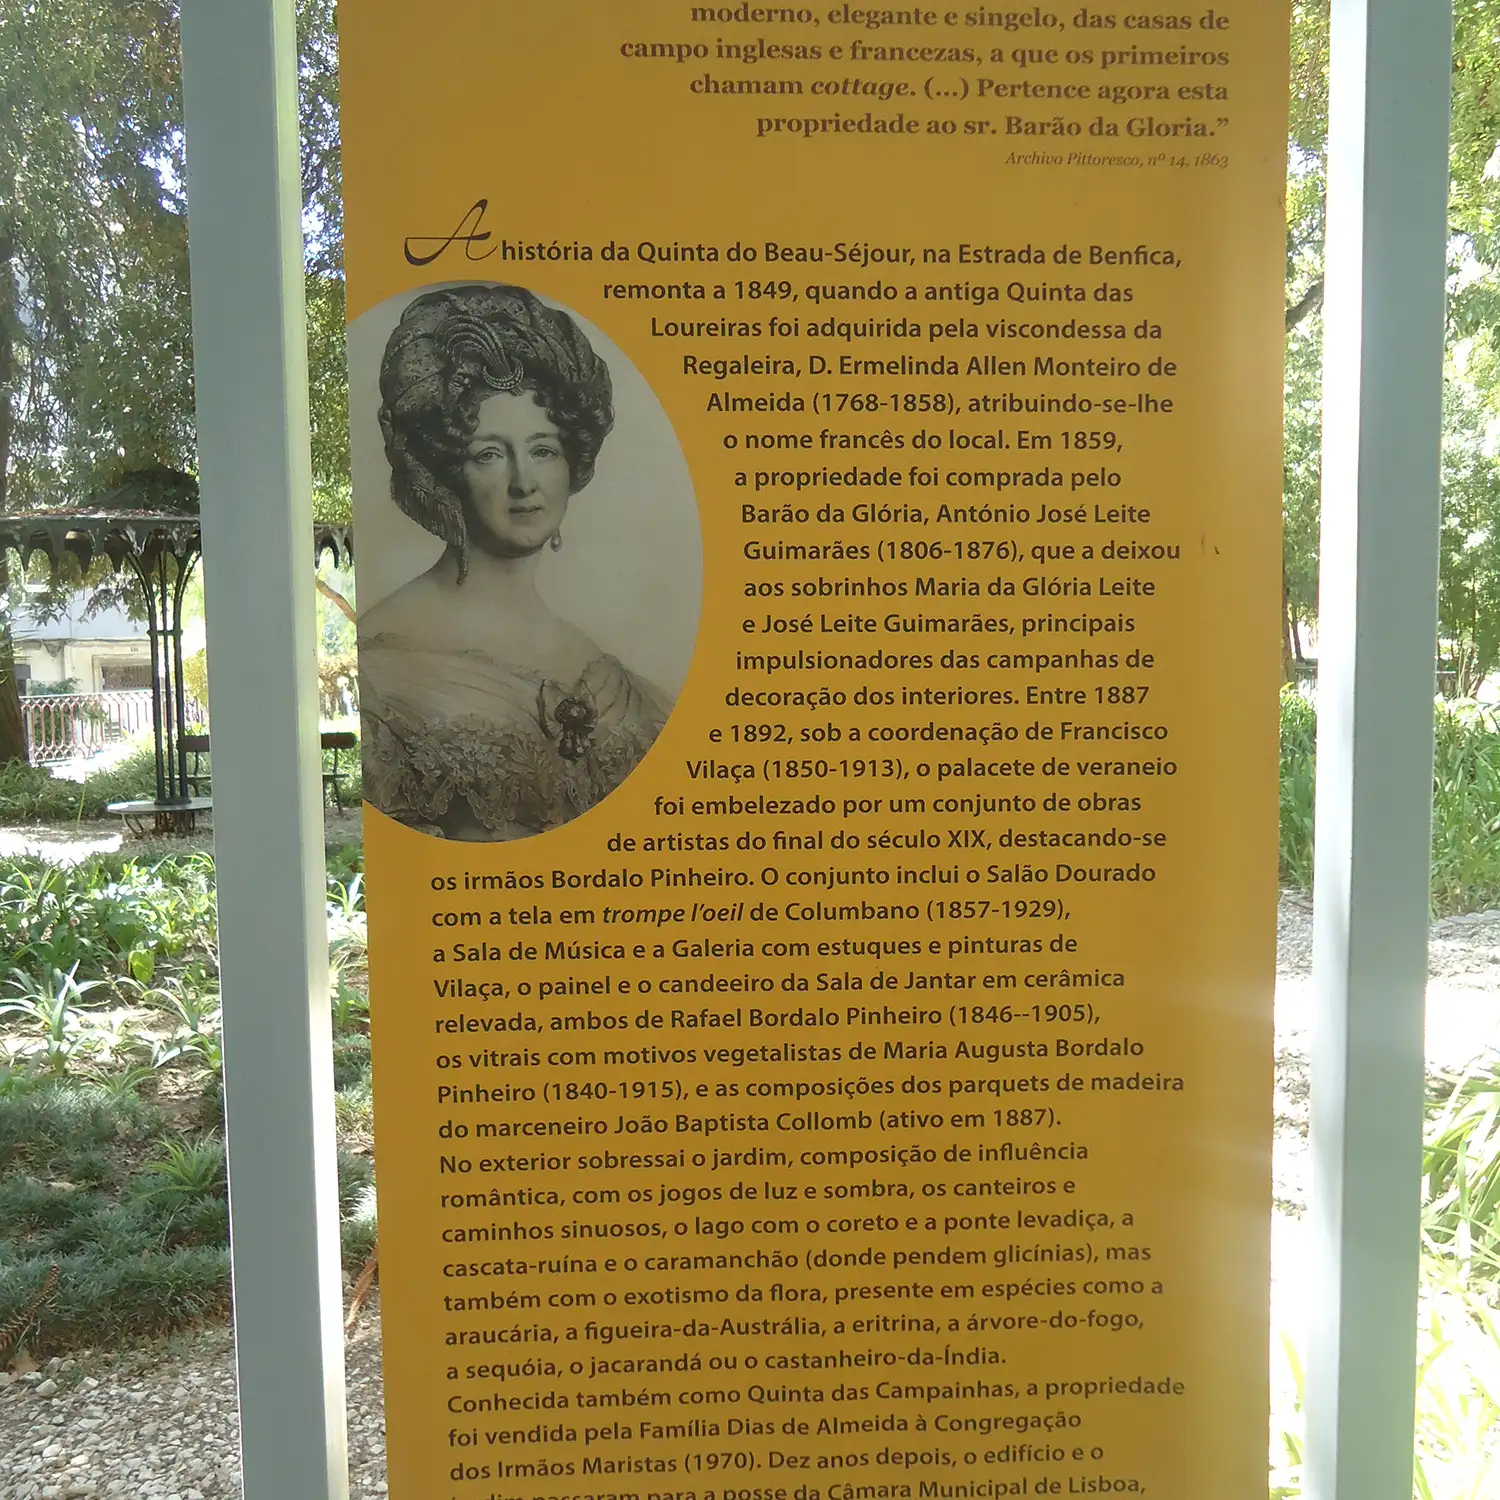 moderno, elegante e singelo, das casas de
campo inglesas e francezas, a que os primeiros
chamam cottage. (...) Pertence agora esta
propriedade ao sr. Barão da Gloria.”
Archivo Pittoresco, nº 14, 1863
A história da Quinta do Beau-Séjour, na Estrada de Benfica,
remonta a 1849, quando a antiga Quinta das
Loureiras foi adquirida pela viscondessa da
Regaleira, D. Ermelinda Allen Monteiro de
Almeida (1768-1858), atribuindo-se-lhe
o nome francês do local. Em 1859,
a propriedade foi comprada pelo
Barão da Glória, António José Leite
Guimarães (1806-1876), que a deixou
aos sobrinhos Maria da Glória Leite
e José Leite Guimarães, principais
impulsionadores das campanhas de
decoração dos interiores. Entre 1887
e 1892, sob a coordenação de Francisco
Vilaça (1850-1913), o palacete de veraneio
foi embelezado por um conjunto de obras
de artistas do final do século XIX, destacando-se
os irmãos Bordalo Pinheiro. O conjunto inclui o Salão Dourado
com a tela em trompe l’oeil de Columbano (1857-1929),
a Sala de Música e a Galeria com estuques e pinturas de
Vilaça, o painel e o candeeiro da Sala de Jantar em cerâmica
relevada, ambos de Rafael Bordalo Pinheiro (1846--1905),
os vitrais com motivos vegetalistas de Maria Augusta Bordalo
Pinheiro (1840-1915), e as composições dos parquets de madeira
do marceneiro João Baptista Collomb (ativo em 1887).
No exterior sobressai o jardim, composição de influência
romântica, com os jogos de luz e sombra, os canteiros e
caminhos sinuosos, o lago com o coreto e a ponte levadiça, a
cascata-ruína e o caramanchão (donde pendem glicínias), mas
também com o exotismo da flora, presente em espécies como a
araucária, a figueira-da-Austrália, a eritrina, a árvore-do-fogo,
a sequóia, o jacarandá ou o castanheiro-da-Índia.
Conhecida também como Quinta das Campainhas, a propriedade
foi vendida pela Família Dias de Almeida à Congregação
dos Irmãos Maristas (1970). Dez anos depois, o edifício e o
jardim passaram para a posse da Câmara Municipal de Lisboa,